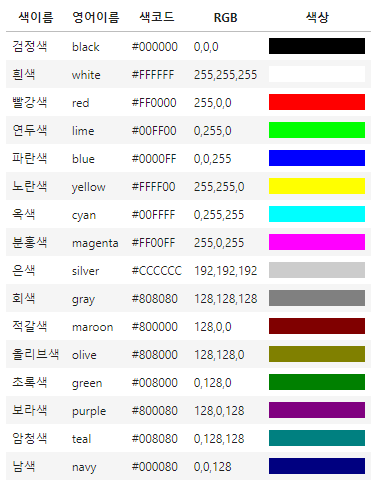 색이름 영어이름 색코드 RGB 색상
검정색 black #000000 0,0,0
흰색 white #FFFFFF 255,255,255
빨강색 red #FF0000 255,0,0
연두색 lime #00FF00 0,255,0
파란색 blue #0000FF 0,0,255
노란색 yellow #FFFF00 255,255,0
옥색 cyan #00FFFF 0,255,255
분홍색 magenta #FF00FF 255,0,255
은색 silver #CCCCCC 192,192,192
회색 gray #808080 128,128,128
적갈색 maroon #800000 128,0,0
올리브색 olive #808000 128,128,0
초록색 green #008000 0,128,0
보라색 purple #800080 128,0,128
암청색 teal #008080 0,128,128
남색 navy #000080 0,0,128